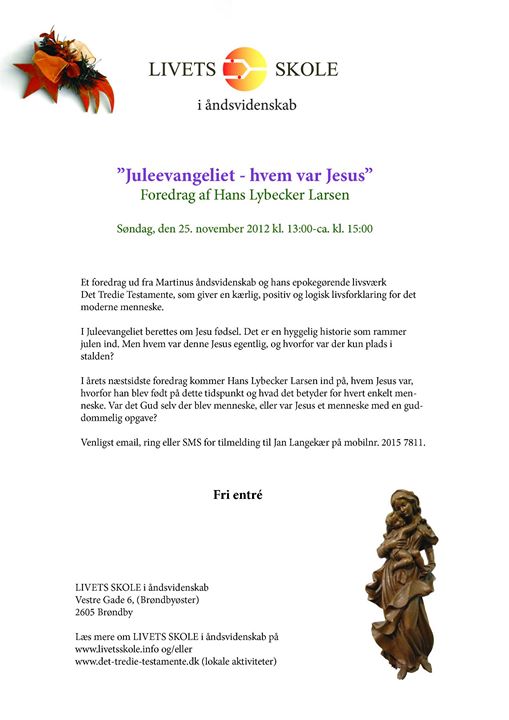 LIVETS SKOLE
i åndsvidenskab
”Juleevangeliet - hvem var Jesus”
Foredrag af Hans Lybecker Larsen
Søndag, den 25. november 2012 kl. 13:00-ca. kl. 15:00
Et foredrag ud fra Martinus åndsvidenskab og hans epokegørende livsværk
Det Tredie Testamente, som giver en kærlig, positiv og logisk livsforklaring for det
moderne menneske.
I Juleevangeliet berettes om Jesu fødsel. Det er en hyggelig historie som rammer
julen ind. Men hvem var denne Jesus egentlig, og hvorfor var der kun plads i
stalden?
I årets næstsidste foredrag kommer Hans Lybecker Larsen ind på, hvem Jesus var,
hvorfor han blev født på dette tidspunkt og hvad det betyder for hvert enkelt men-
neske. Var det Gud selv der blev menneske, eller var Jesus et menneske med en gud-
dommelig opgave?
Venligst email, ring eller SMS for tilmelding til Jan Langekær på mobilnr. 2015 7811.
Fri entré
LIVETS SKOLE i åndsvidenskab
Vestre Gade 6, (Brøndbyøster)
2605 Brøndby
Læs mere om LIVETS SKOLE i åndsvidenskab på
www.livetsskole.info og/eller
www.det-tredie-testamente.dk (lokale aktiviteter)